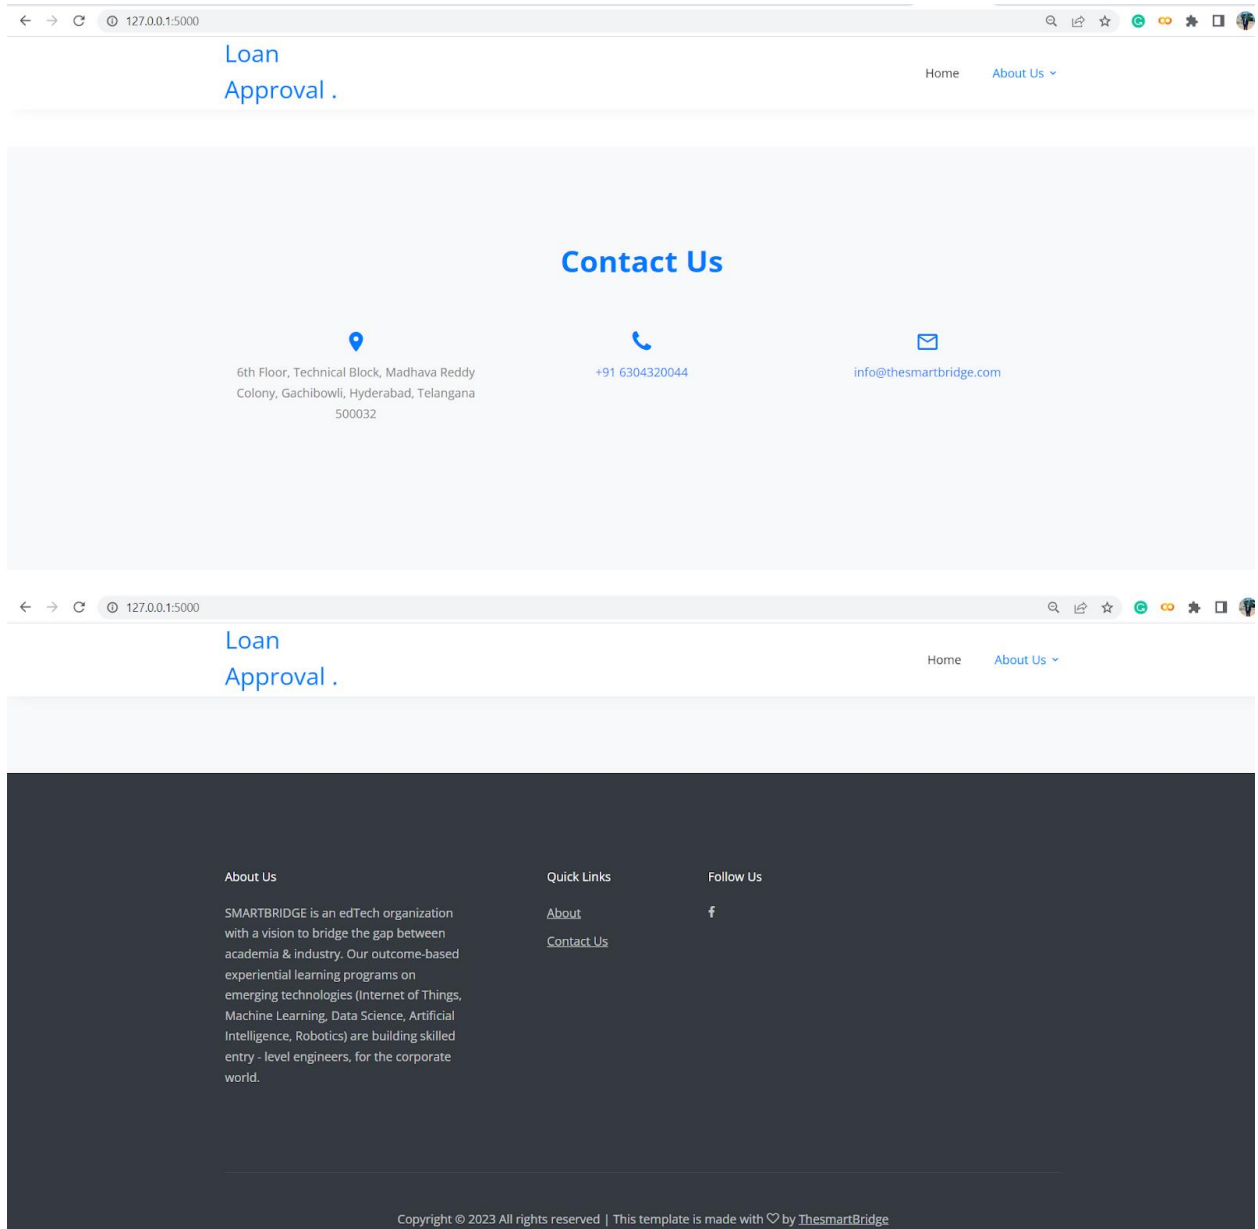 127.0.0.1:5000
Loan
Approval .
Home
About Us
Contact Us
6th Floor, Technical Block, Madhava Reddy
Colony, Gachibowli, Hyderabad, Telangana
500032
+91 6304320044
info@thesmartbridge.com
127.0.0.1:5000
Loan
Approval .
Home
About Us
About Us
SMARTBRIDGE is an edTech organization
with a vision to bridge the gap between
academia & industry. Our outcome-based
experiential learning programs on
emerging technologies (Internet of Things,
Machine Learning, Data Science, Artificial
Intelligence, Robotics) are building skilled
entry - level engineers, for the corporate
world.
Quick Links
About
Contact Us
Follow Us
Copyright © 2023 All rights reserved | This template is made with ♡ by ThesmartBridge